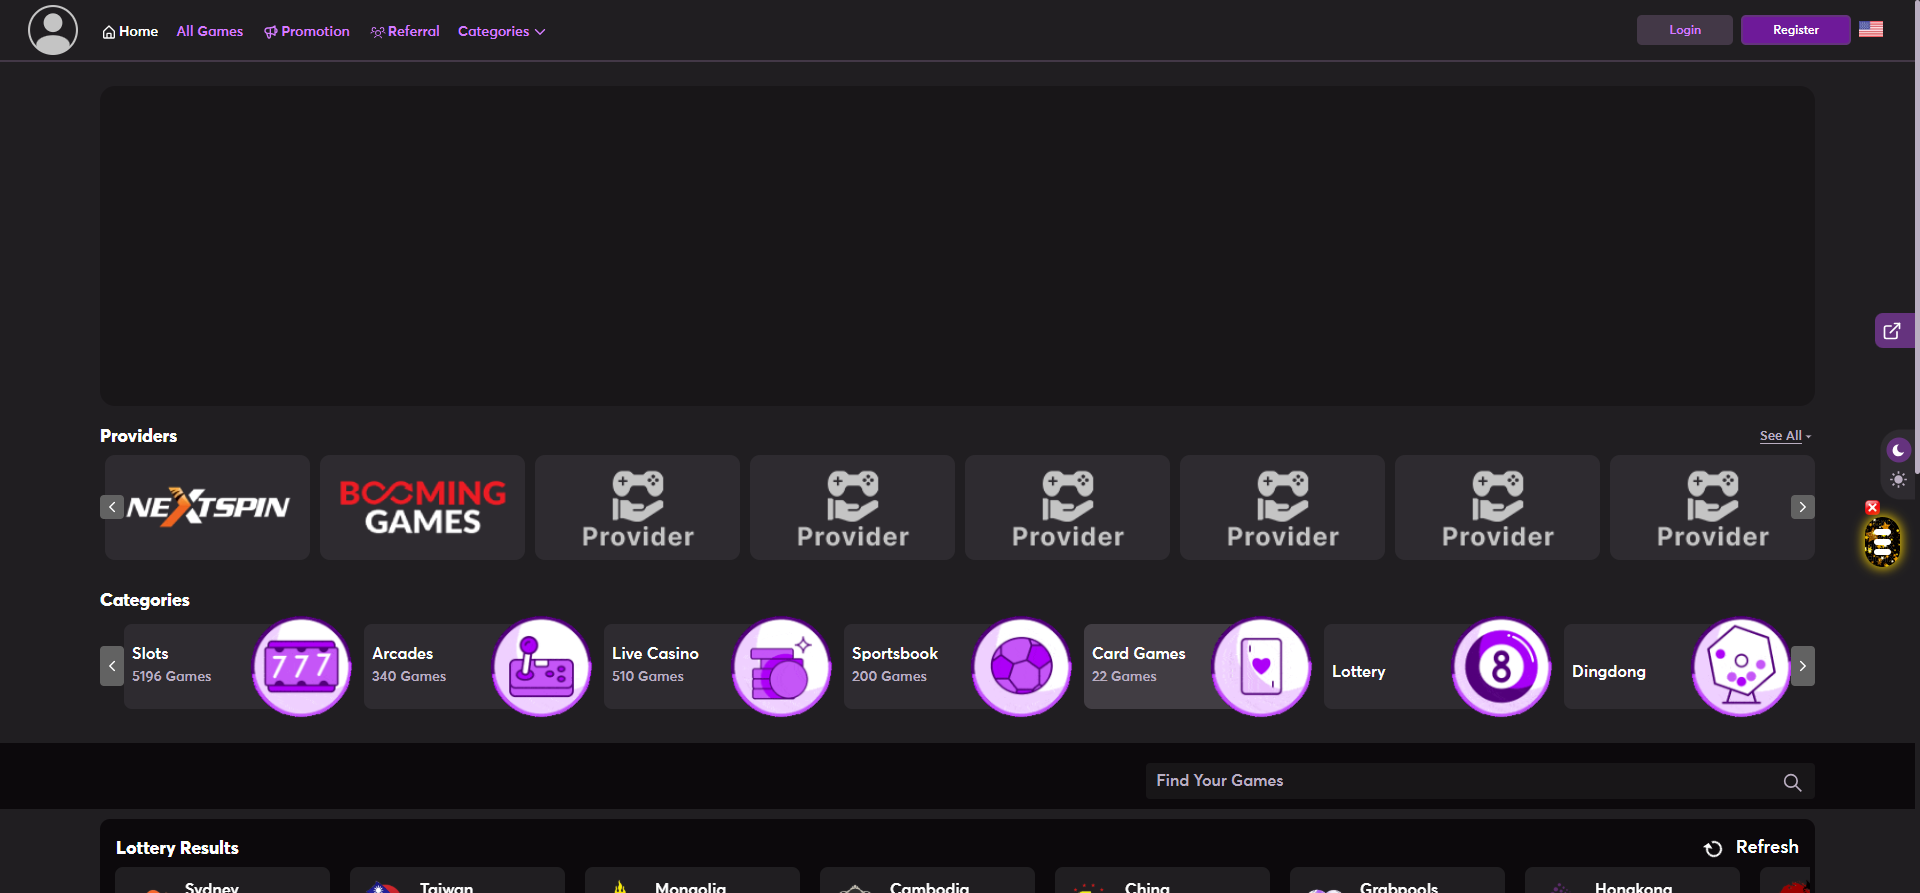 Home All Games Promotion Referral Categories Login Register
Providers See All
NEXTSPIN BOOMING GAMES Provider Provider Provider Provider Provider Provider
Categories
Slots
5196 Games
777
Arcades
340 Games
Live Casino
510 Games
Sportsbook
200 Games
Card Games
22 Games
Lottery
8
Dingdong
Find Your Games
Lottery Results Refresh
Sydney Taiwan Mongolia Cambodia China Grabpools Hongkong